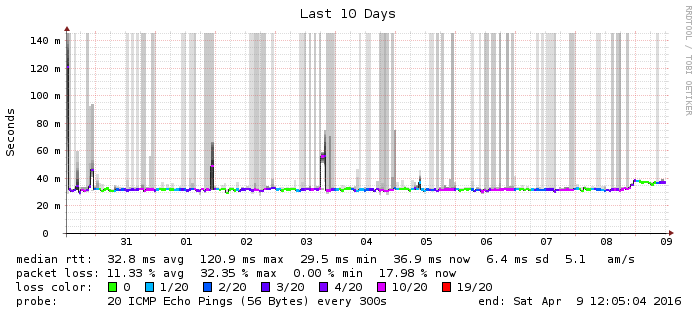 Last 10 Days
RRDTOOL / TOBI OETIKER
Seconds
140 m
120 m
100 m
80 m
60 m
40 m
20 m
0
31 01 02 03 04 05 06 07 08 09
median rtt: 32.8 ms avg 120.9 ms max 29.5 ms min 36.9 ms now 6.4 ms sd 5.1 am/s
packet loss: 11.33 % avg 32.35 % max 0.00 % min 17.98 % now
loss color: 0 1/20 2/20 3/20 4/20 10/20 19/20
probe: 20 ICMP Echo Pings (56 Bytes) every 300s end: Sat Apr 9 12:05:04 2016